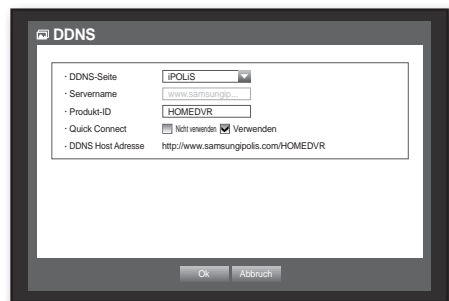 DDNS
· DDNS-Seite iPOLiS
· Servername www.samsungip...
· Produkt-ID HOMEDVR
· Quick Connect Nicht verwenden Verwenden
· DDNS Host Adresse http://www.samsungipolis.com/HOMEDVR
Ok Abbruch